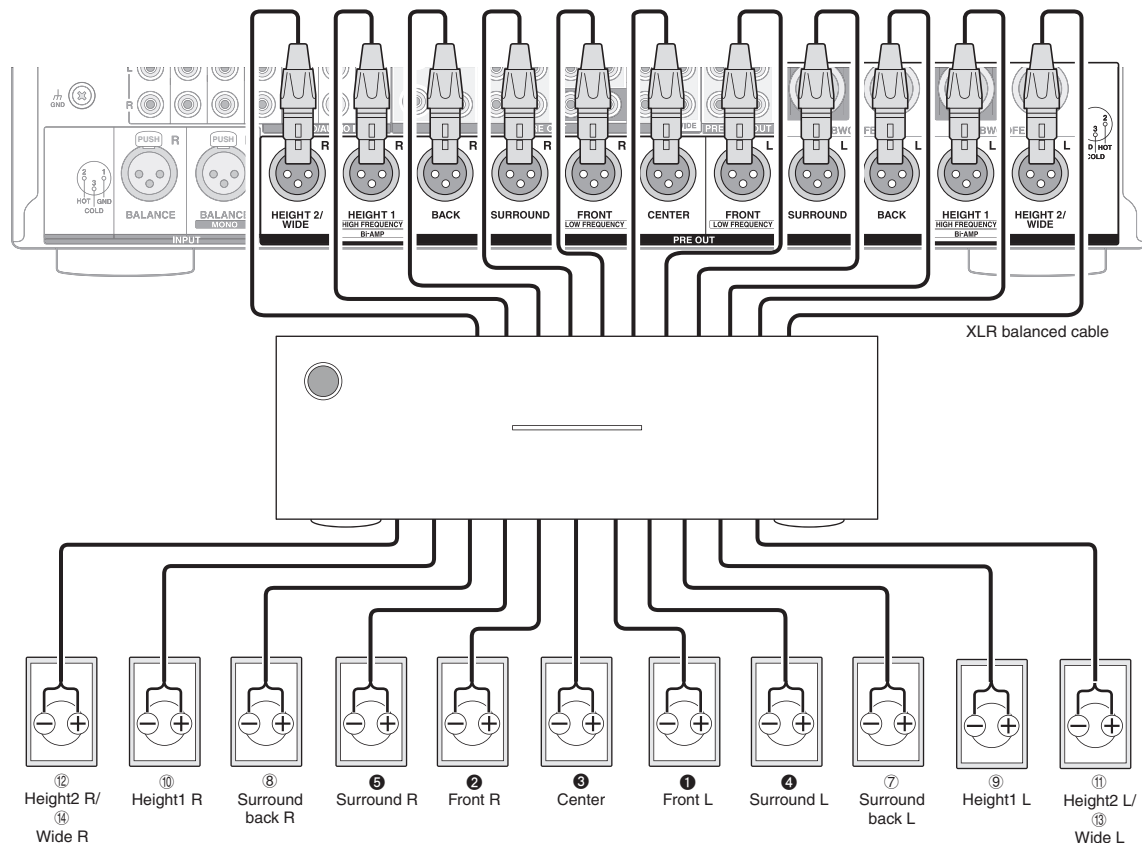 L
R
GND
PUSH R
PUSH
2 1
3
HOT GND
COLD
BALANCE
BALANCE
MONO
INPUT
R R R R R L L L L L
HEIGHT 2/
WIDE
HEIGHT 1
HIGH FREQUENCY
Bi-AMP
BACK
SURROUND
FRONT
LOW FREQUENCY
CENTER
FRONT
LOW FREQUENCY
SURROUND
BACK
HEIGHT 1
HIGH FREQUENCY
Bi-AMP
HEIGHT 2/
WIDE
2
3
HOT
COLD
PRE OUT
XLR balanced cable
− + − + − + − + − + − + − + − + − + − + − +
⑫
Height2 R/
⑭
Wide R
⑩
Height1 R
⑧
Surround
back R
❺
Surround R
❷
Front R
❸
Center
❶
Front L
❹
Surround L
⑦
Surround
back L
⑨
Height1 L
⑪
Height2 L/
⑬
Wide L